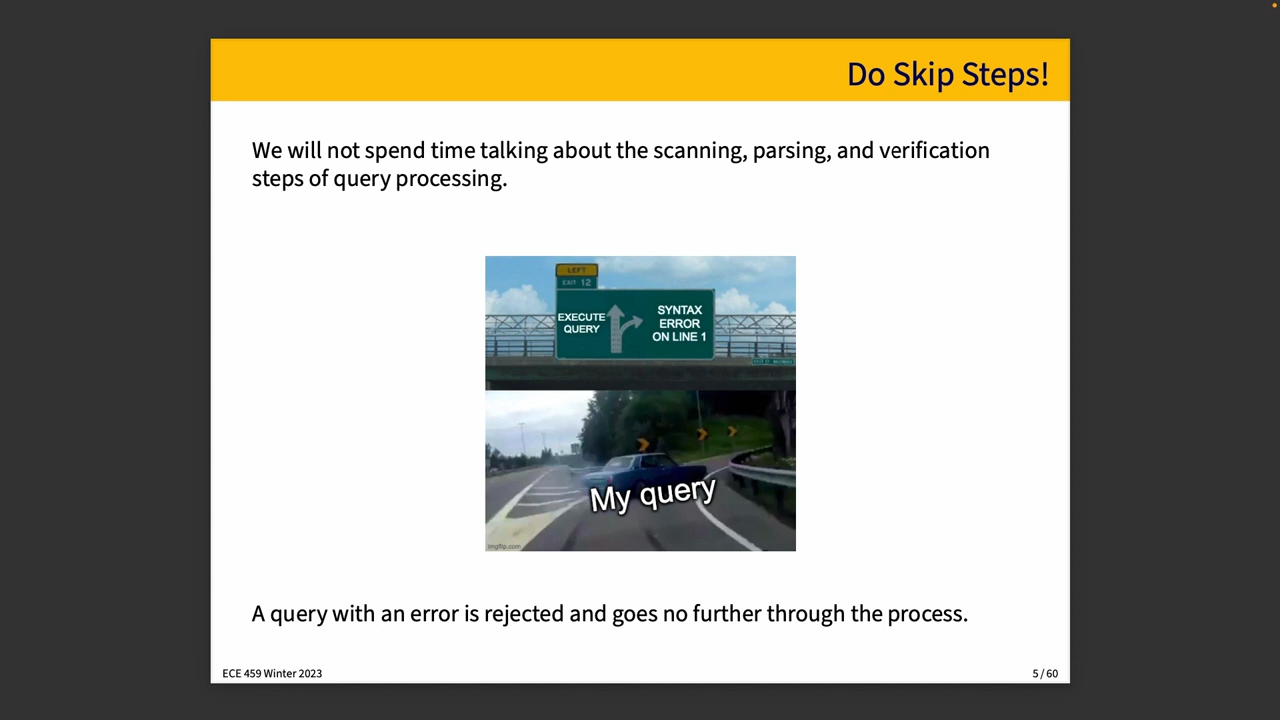 Do Skip Steps!
We will not spend time talking about the scanning, parsing, and verification
steps of query processing.
LEFT
EXIT 12
EXECUTE
QUERY
SYNTAX
ERROR
ON LINE 1
My query
imgflip.com
A query with an error is rejected and goes no further through the process.
ECE 459 Winter 2023
5 / 60